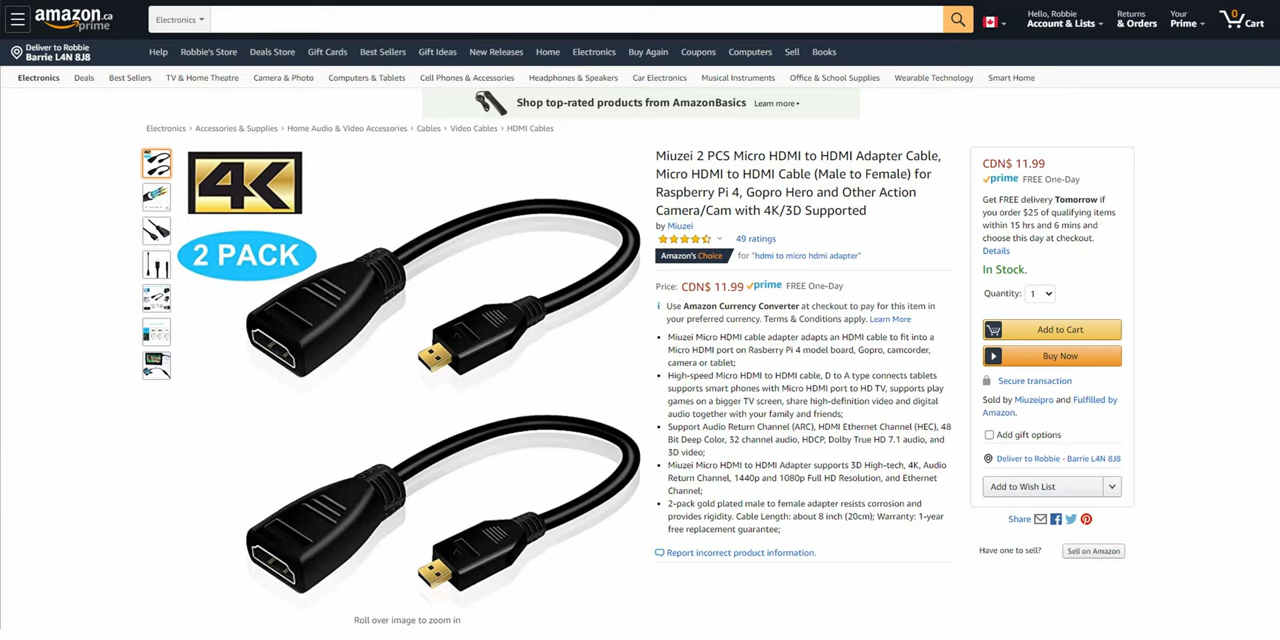 amazon.ca
prime
Electronics
Hello, Robbie
Account & Lists
Returns
& Orders
Your
Prime
0
Cart
Deliver to Robbie
Barrie L4N 8J8
Help Robbie's Store Deals Store Gift Cards Best Sellers Gift Ideas New Releases Home Electronics Buy Again Coupons Computers Sell Books
Electronics Deals Best Sellers TV & Home Theatre Camera & Photo Computers & Tablets Cell Phones & Accessories Headphones & Speakers Car Electronics Musical Instruments Office & School Supplies Wearable Technology Smart Home
Shop top-rated products from AmazonBasics Learn more
Electronics › Accessories & Supplies › Home Audio & Video Accessories › Cables › Video Cables › HDMI Cables
4K
2 PACK
Roll over image to zoom in
Miuzei 2 PCS Micro HDMI to HDMI Adapter Cable,
Micro HDMI to HDMI Cable (Male to Female) for
Raspberry Pi 4, Gopro Hero and Other Action
Camera/Cam with 4K/3D Supported
by Miuzei
49 ratings
Amazon's Choice for "hdmi to micro hdmi adapter"
Price: CDN$ 11.99 prime FREE One-Day
i Use Amazon Currency Converter at checkout to pay for this item in
your preferred currency. Terms & Conditions apply. Learn More
• Miuzei Micro HDMI cable adapter adapts an HDMI cable to fit into a
Micro HDMI port on Rasberry Pi 4 model board, Gopro, camcorder,
camera or tablet;
• High-speed Micro HDMI to HDMI cable, D to A type connects tablets
supports smart phones with Micro HDMI port to HD TV, supports play
games on a bigger TV screen, share high-definition video and digital
audio together with your family and friends;
• Support Audio Return Channel (ARC), HDMI Ethernet Channel (HEC), 48
Bit Deep Color, 32 channel audio, HDCP, Dolby True HD 7.1 audio, and
3D video;
• Miuzei Micro HDMI to HDMI Adapter supports 3D High-tech, 4K, Audio
Return Channel, 1440p and 1080p Full HD Resolution, and Ethernet
Channel;
• 2-pack gold plated male to female adapter resists corrosion and
provides rigidity. Cable Length: about 8 inch (20cm); Warranty: 1-year
free replacement guarantee;
Report incorrect product information.
CDN$ 11.99
prime FREE One-Day
Get FREE delivery Tomorrow if
you order $25 of qualifying items
within 15 hrs and 6 mins and
choose this day at checkout.
Details
In Stock.
Quantity: 1
Add to Cart
Buy Now
Secure transaction
Sold by Miuzeipro and Fulfilled by
Amazon.
Add gift options
Deliver to Robbie - Barrie L4N 8J8
Add to Wish List
Share
Have one to sell?
Sell on Amazon